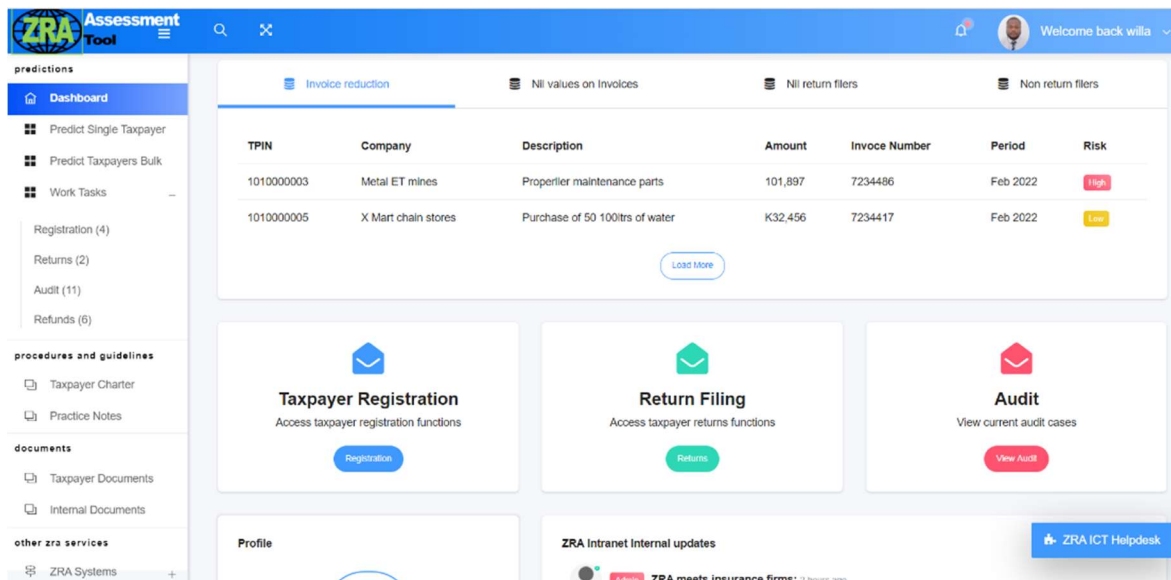 ZRA Assessment Tool
Welcome back willa
predictions
Dashboard
Predict Single Taxpayer
Predict Taxpayers Bulk
Work Tasks
Registration (4)
Returns (2)
Audit (11)
Refunds (6)
procedures and guidelines
Taxpayer Charter
Practice Notes
documents
Taxpayer Documents
Internal Documents
other zra services
ZRA Systems
Invoice reduction Nil values on Invoices Nil return filers Non return filers
TPIN Company Description Amount Invoce Number Period Risk
1010000003 Metal ET mines Propertier maintenance parts 101,897 7234486 Feb 2022 High
1010000005 X Mart chain stores Purchase of 50 100ltrs of water K32,456 7234417 Feb 2022 Low
Load More
Taxpayer Registration
Access taxpayer registration functions
Registration
Return Filing
Access taxpayer returns functions
Returns
Audit
View current audit cases
View Audit
Profile
ZRA Intranet Internal updates
Admin ZRA meets insurance firms: 2 hours ago
ZRA ICT Helpdesk